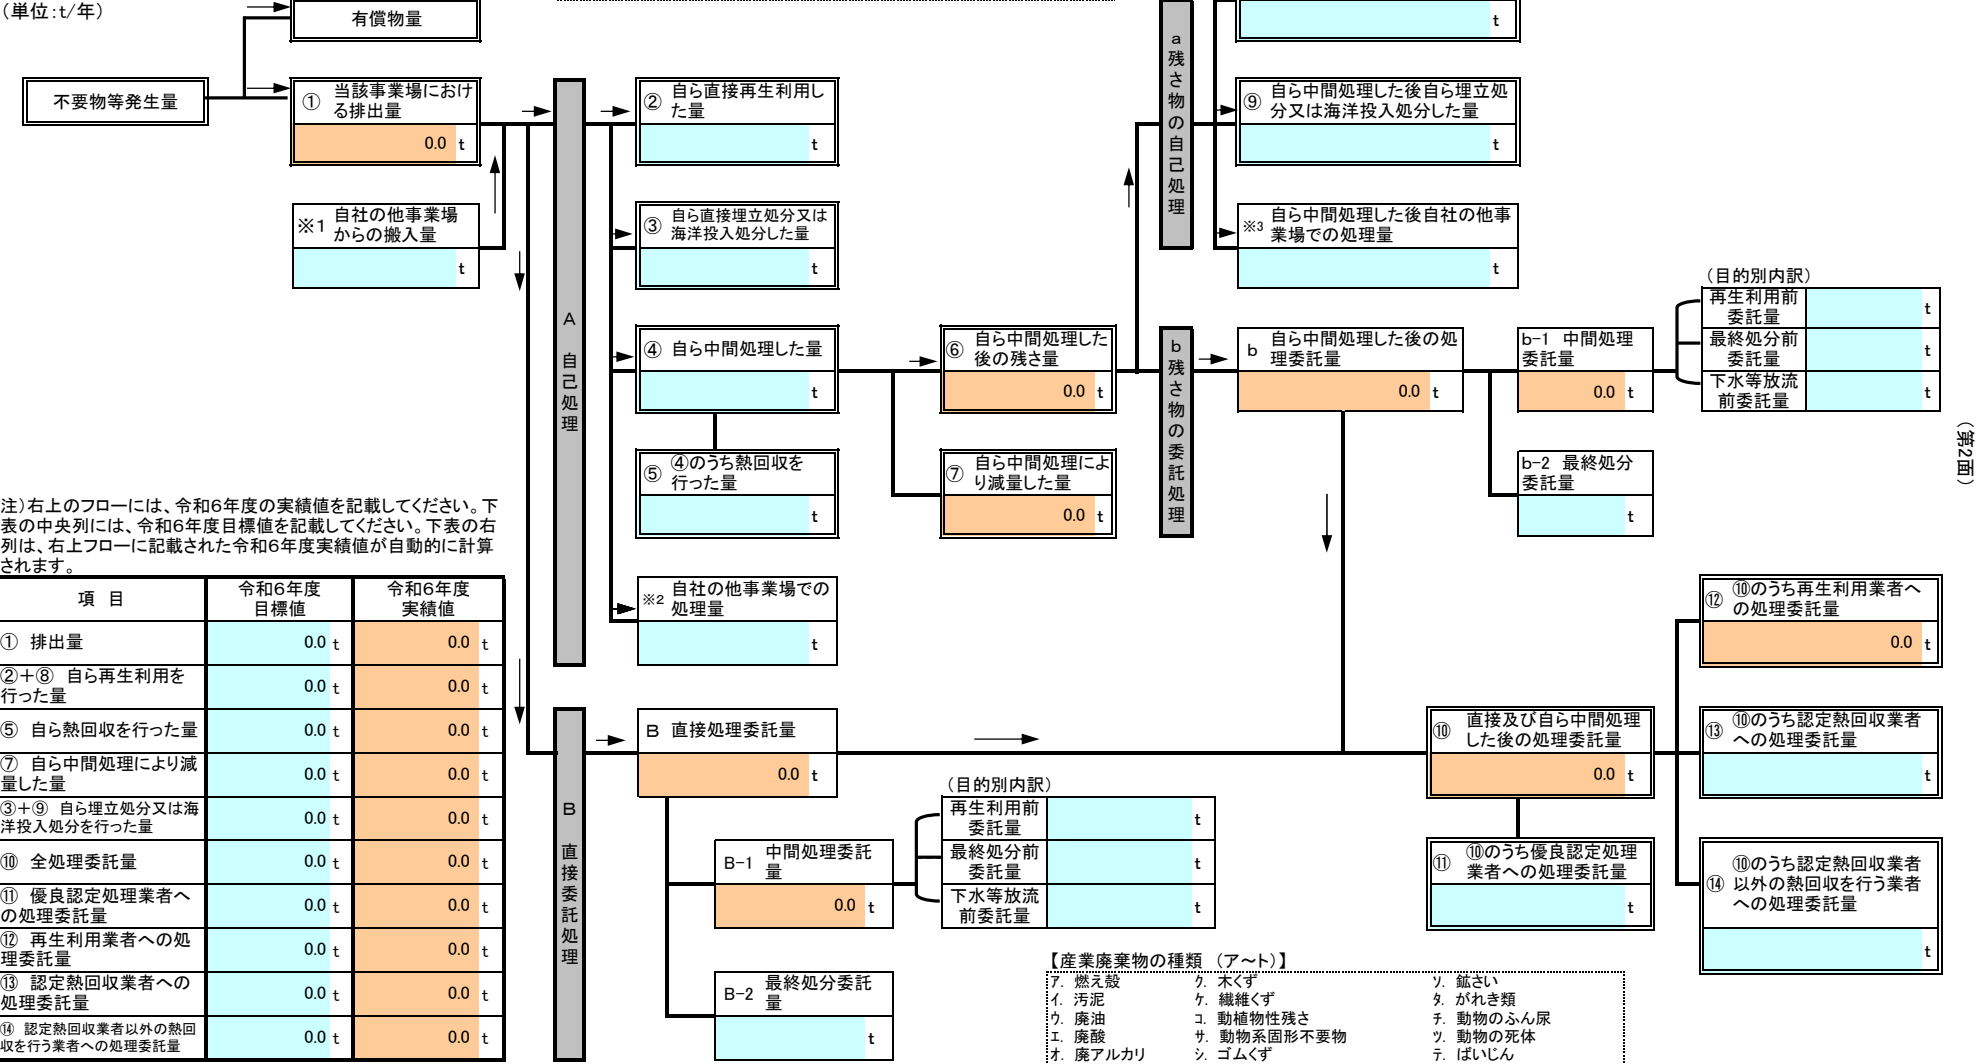 （単位：t/年）
有償物量
不要物等発生量
① 当該事業場におけ
る排出量
0.0 t
※1 自社の他事業場
からの搬入量
t
A 自己処理
② 自ら直接再生利用し
た量
t
③ 自ら直接埋立処分又は
海洋投入処分した量
t
④ 自ら中間処理した量
t
⑤ ④のうち熱回収を
行った量
t
※2 自社の他事業場での
処理量
t
⑥ 自ら中間処理した
後の残さ量
0.0 t
⑦ 自ら中間処理によ
り減量した量
0.0 t
a 残さ物の自己処理
t
⑨ 自ら中間処理した後自ら埋立処
分又は海洋投入処分した量
t
※3 自ら中間処理した後自社の他事
業場での処理量
t
b 残さ物の委託処理
b 自ら中間処理した後の処
理委託量
0.0 t
b-1 中間処理
委託量
0.0 t
b-2 最終処分
委託量
t
（目的別内訳）
再生利用前
委託量
t
最終処分前
委託量
t
下水等放流
前委託量
t
（第2面）
注）右上のフローには、令和6年度の実績値を記載してください。下
表の中央列には、令和6年度目標値を記載してください。下表の右
列は、右上フローに記載された令和6年度実績値が自動的に計算
されます。
項 目 令和6年度 令和6年度
目標値 実績値
① 排出量 0.0 t 0.0 t
②＋⑧ 自ら再生利用を
行った量 0.0 t 0.0 t
⑤ 自ら熱回収を行った量 0.0 t 0.0 t
⑦ 自ら中間処理により減
量した量 0.0 t 0.0 t
③＋⑨ 自ら埋立処分又は海
洋投入処分を行った量 0.0 t 0.0 t
⑩ 全処理委託量 0.0 t 0.0 t
⑪ 優良認定処理業者へ
の処理委託量 0.0 t 0.0 t
⑫ 再生利用業者への処
理委託量 0.0 t 0.0 t
⑬ 認定熱回収業者への
処理委託量 0.0 t 0.0 t
⑭ 認定熱回収業者以外の熱回
収を行う業者への処理委託量 0.0 t 0.0 t
B 直接委託処理
B 直接処理委託量
0.0 t
B-1 中間処理委託
量
0.0 t
B-2 最終処分委託
量
t
（目的別内訳）
再生利用前
委託量
t
最終処分前
委託量
t
下水等放流
前委託量
t
⑩ 直接及び自ら中間処理
した後の処理委託量
0.0 t
⑪ ⑩のうち優良認定処理
業者への処理委託量
t
⑫ ⑩のうち再生利用業者へ
の処理委託量
0.0 t
⑬ ⑩のうち認定熱回収業者
への処理委託量
t
⑭ ⑩のうち認定熱回収業者
以外の熱回収を行う業者
への処理委託量
t
【産業廃棄物の種類 （ア～ト）】
ア. 燃え殻 ク. 木くず ソ. 鉱さい
イ. 汚泥 ケ. 繊維くず タ. がれき類
ウ. 廃油 コ. 動植物性残さ チ. 動物のふん尿
エ. 廃酸 サ. 動物系固形不要物 ツ. 動物の死体
オ. 廃アルカリ シ. ゴムくず テ. ばいじん